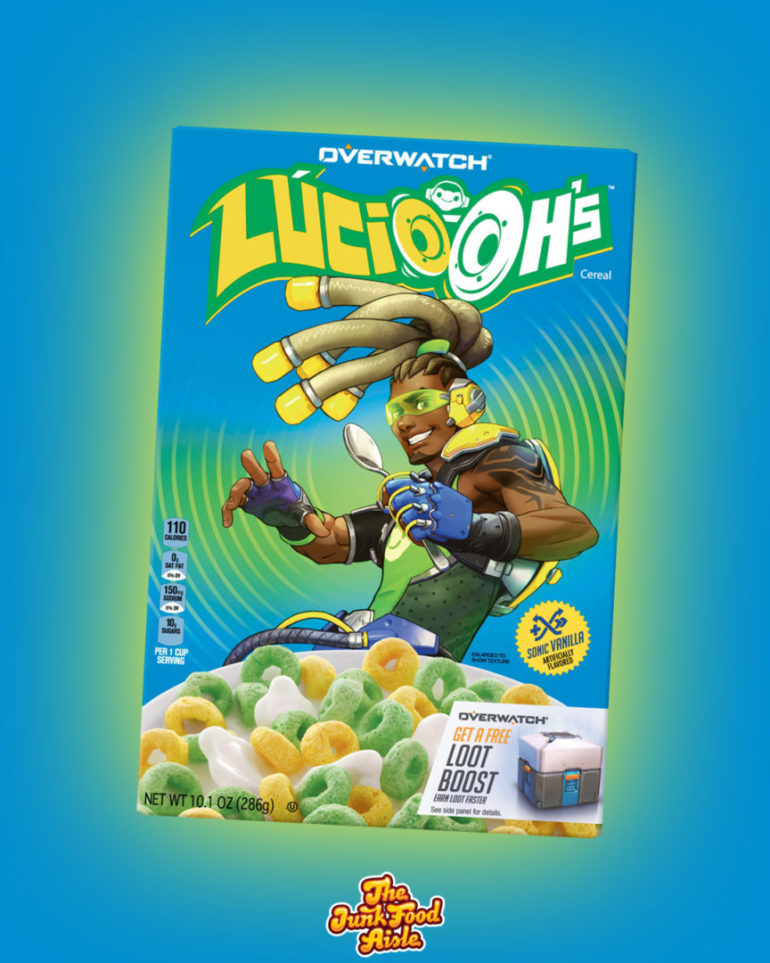 OVERWATCH®
LÚCIOOH'S™
Cereal
110
CALORIES
0g
SAT FAT
0% DV
150mg
SODIUM
6% DV
10g
SUGARS
PER 1 CUP
SERVING
ENLARGED TO
SHOW TEXTURE
SONIC VANILLA
ARTIFICIALLY
FLAVORED
OVERWATCH®
GET A FREE
LOOT
BOOST
EARN LOOT FASTER
See side panel for details.
NET WT 10.1 OZ (286g) U
The
Junk Food
Aisle.